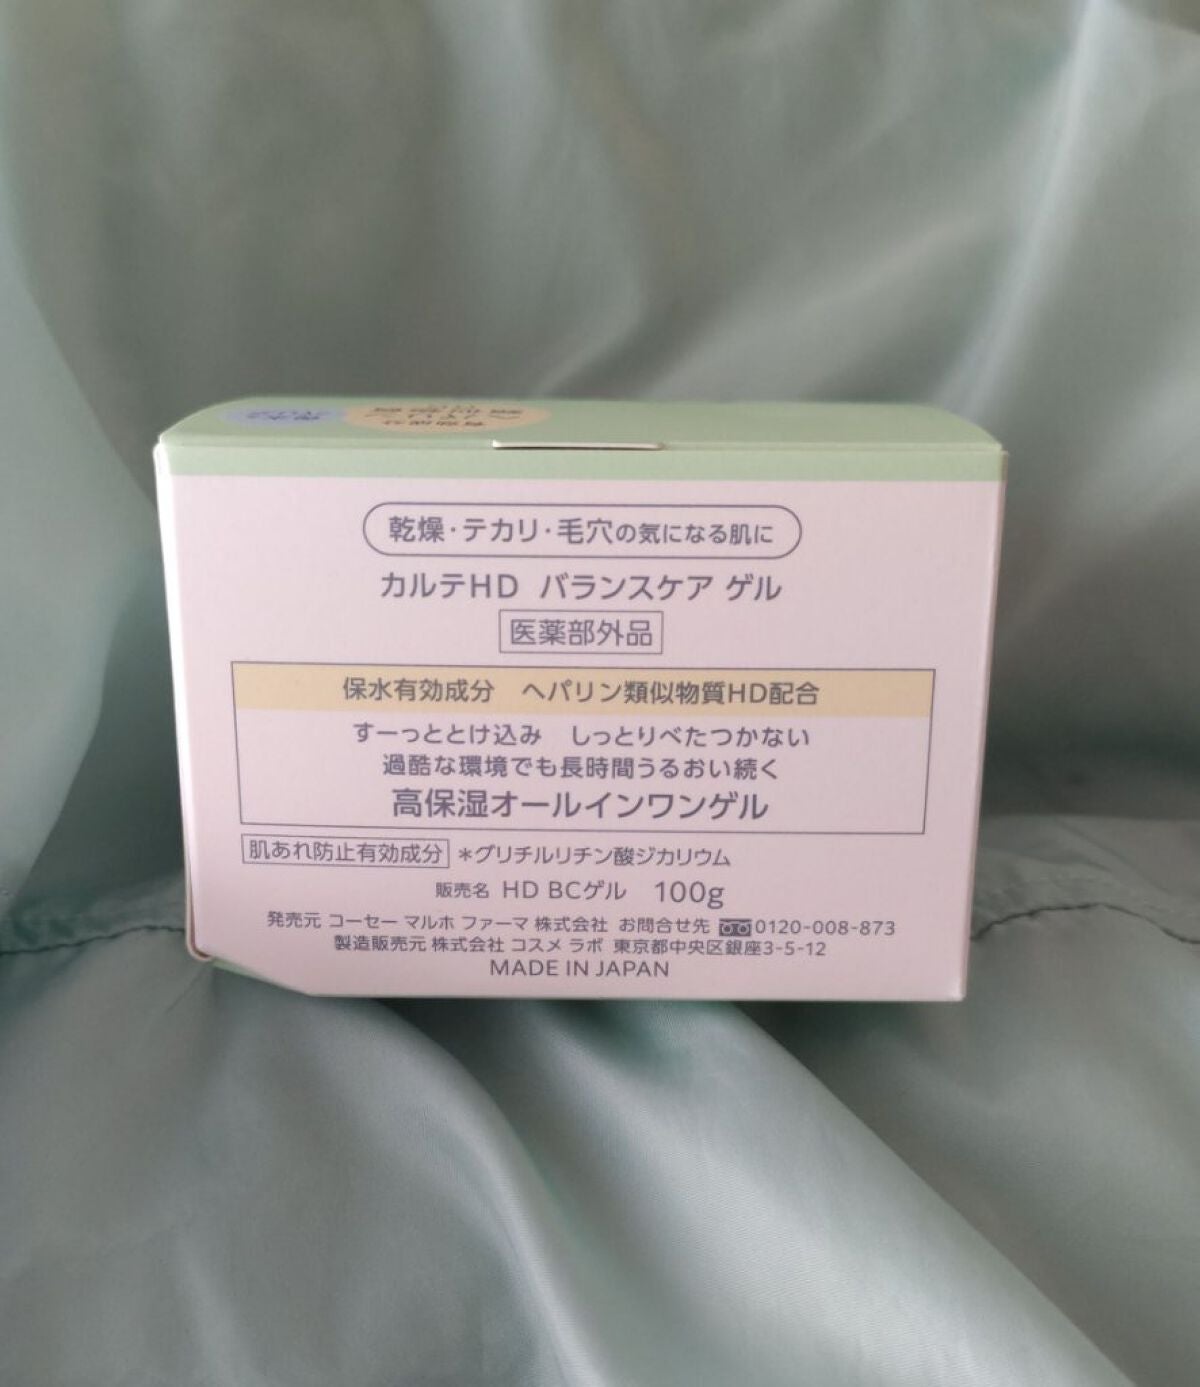 乾燥・テカリ・毛穴の気になる肌に
カルテHD バランスケア ゲル
医薬部外品
保水有効成分 ヘパリン類似物質HD配合
すーっととけ込み しっとりべたつかない
過酷な環境でも長時間うるおい続く
高保湿オールインワンゲル
肌あれ防止有効成分 *グリチルリチン酸ジカリウム
販売名 HD BCゲル 100g
発売元 コーセー マルホ ファーマ 株式会社 お問合せ先 0120-008-873
製造販売元 株式会社 コスメ ラボ 東京都中央区銀座3-5-12
MADE IN JAPAN